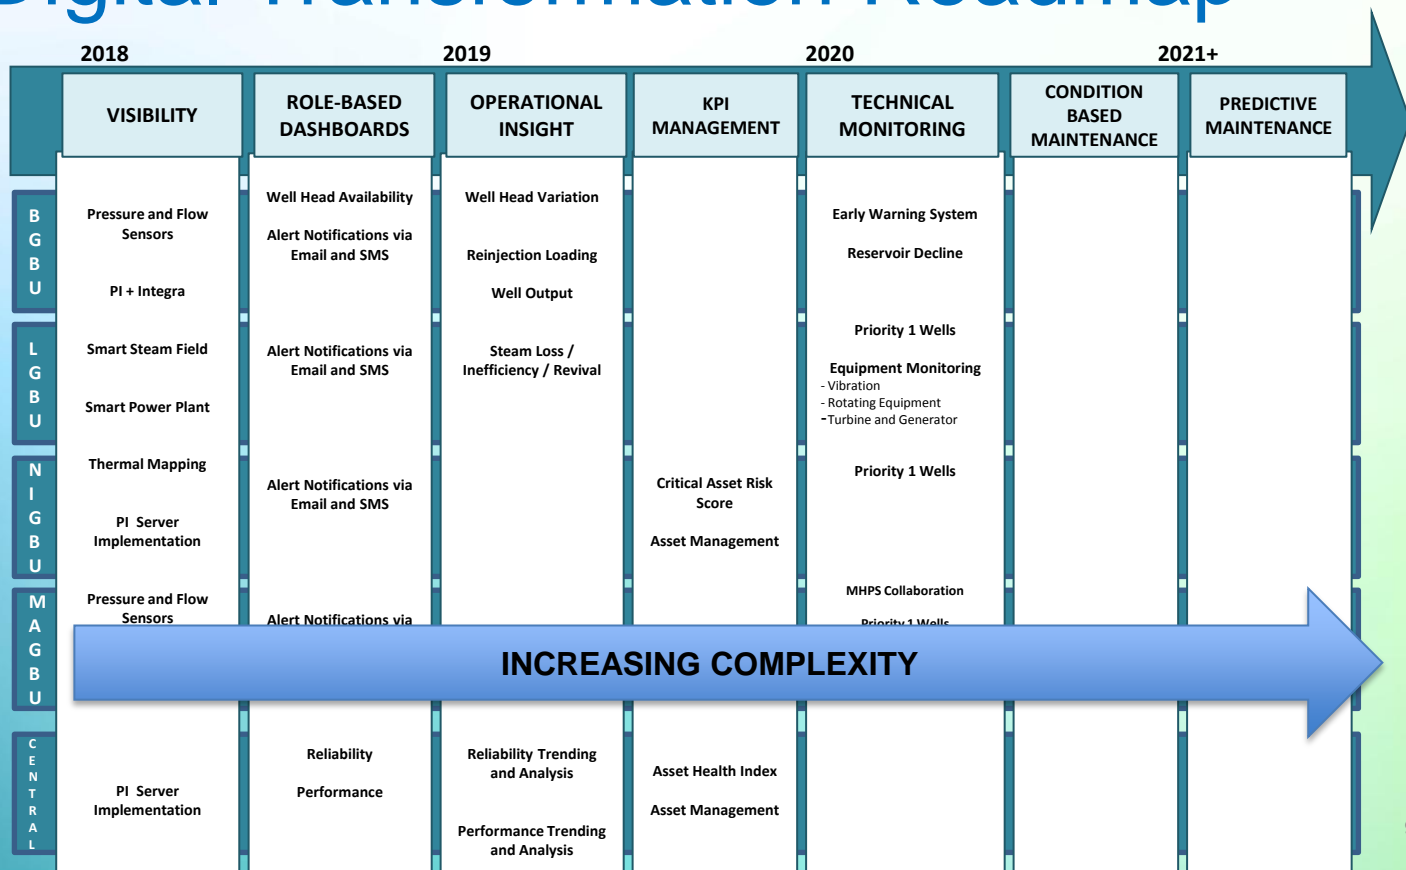 Digital Transformation Roadmap
2018
2019
2020
2021+
VISIBILITY
ROLE-BASED
DASHBOARDS
OPERATIONAL
INSIGHT
KPI
MANAGEMENT
TECHNICAL
MONITORING
CONDITION
BASED
MAINTENANCE
PREDICTIVE
MAINTENANCE
BGBU
Pressure and Flow
Sensors
PI + Integra
Well Head Availability
Alert Notifications via
Email and SMS
Well Head Variation
Reinjection Loading
Well Output
Early Warning System
Reservoir Decline
LGBU
Smart Steam Field
Smart Power Plant
Alert Notifications via
Email and SMS
Steam Loss /
Inefficiency / Revival
Priority 1 Wells
Equipment Monitoring
- Vibration
- Rotating Equipment
- Turbine and Generator
NIGBU
Thermal Mapping
PI Server
Implementation
Alert Notifications via
Email and SMS
Critical Asset Risk
Score
Asset Management
Priority 1 Wells
MAGBU
Pressure and Flow
Sensors
Alert Notifications via
MHPS Collaboration
Priority 1 Wells
INCREASING COMPLEXITY
CENTRAL
PI Server
Implementation
Reliability
Performance
Reliability Trending
and Analysis
Performance Trending
and Analysis
Asset Health Index
Asset Management